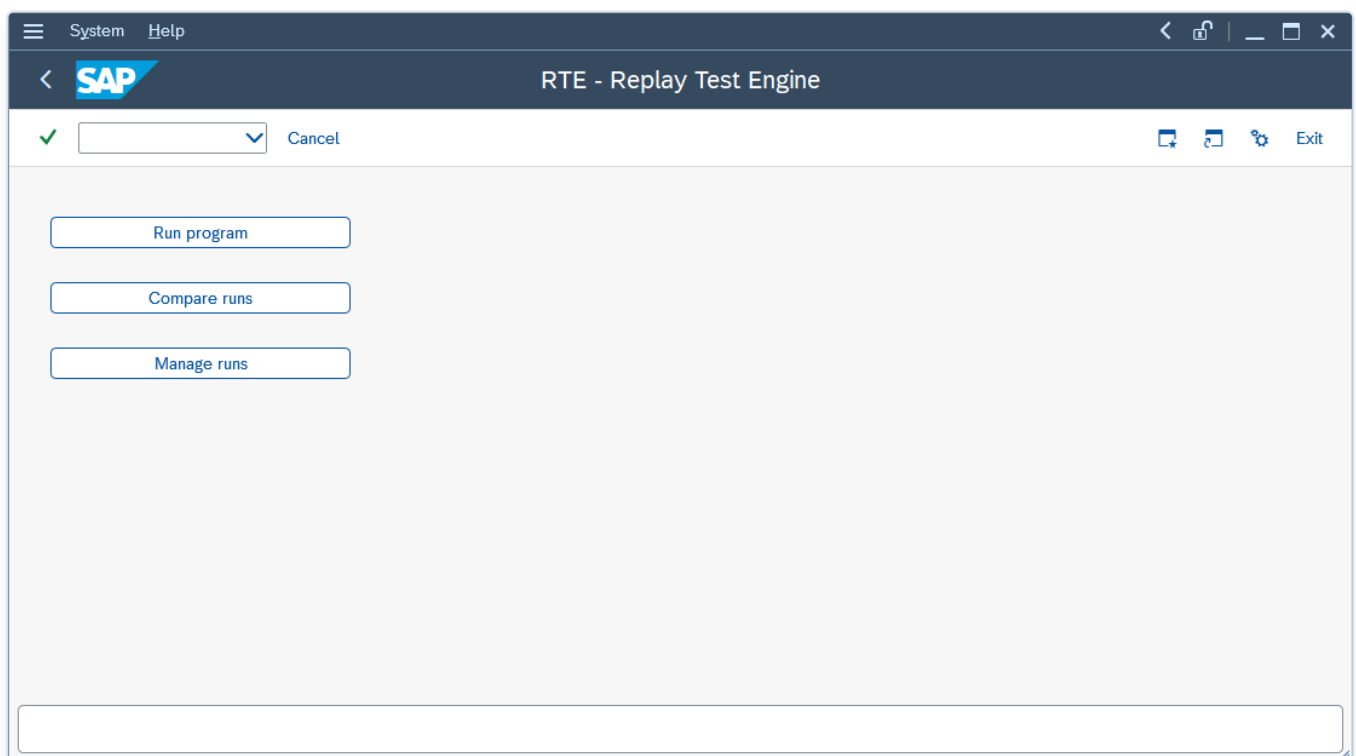 System Help
SAP RTE - Replay Test Engine
Cancel Exit
Run program
Compare runs
Manage runs